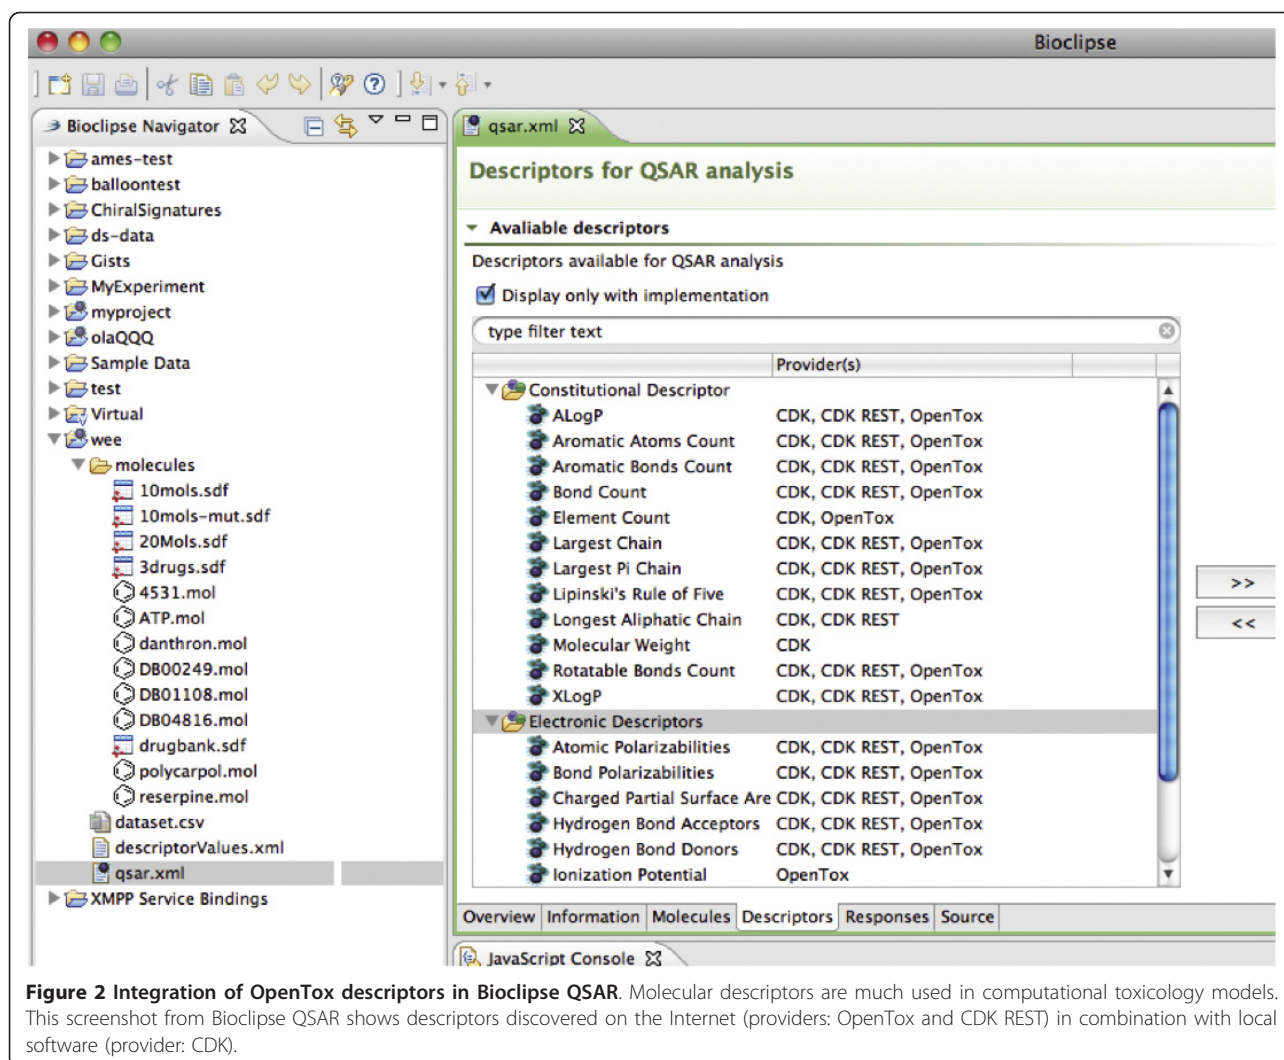 Bioclipse
Bioclipse Navigator
ames-test
balloontest
ChiralSignatures
ds-data
Gists
MyExperiment
myproject
olaQQQ
Sample Data
test
Virtual
wee
molecules
10mols.sdf
10mols-mut.sdf
20Mols.sdf
3drugs.sdf
4531.mol
ATP.mol
danthron.mol
DB00249.mol
DB01108.mol
DB04816.mol
drugbank.sdf
polycarpol.mol
reserpine.mol
dataset.csv
descriptorValues.xml
qsar.xml
XMPP Service Bindings
qsar.xml
Descriptors for QSAR analysis
Avaliable descriptors
Descriptors available for QSAR analysis
Display only with implementation
type filter text
Provider(s)
Constitutional Descriptor
ALogP CDK, CDK REST, OpenTox
Aromatic Atoms Count CDK, CDK REST, OpenTox
Aromatic Bonds Count CDK, CDK REST, OpenTox
Bond Count CDK, CDK REST, OpenTox
Element Count CDK, OpenTox
Largest Chain CDK, CDK REST, OpenTox
Largest Pi Chain CDK, CDK REST, OpenTox
Lipinski's Rule of Five CDK, CDK REST, OpenTox
Longest Aliphatic Chain CDK, CDK REST
Molecular Weight CDK
Rotatable Bonds Count CDK, CDK REST, OpenTox
XLogP CDK, CDK REST, OpenTox
Electronic Descriptors
Atomic Polarizabilities CDK, CDK REST, OpenTox
Bond Polarizabilities CDK, CDK REST, OpenTox
Charged Partial Surface Are CDK, CDK REST, OpenTox
Hydrogen Bond Acceptors CDK, CDK REST, OpenTox
Hydrogen Bond Donors CDK, CDK REST, OpenTox
Ionization Potential OpenTox
>>
<<
Overview Information Molecules Descriptors Responses Source
JavaScript Console
Figure 2 Integration of OpenTox descriptors in Bioclipse QSAR. Molecular descriptors are much used in computational toxicology models.
This screenshot from Bioclipse QSAR shows descriptors discovered on the Internet (providers: OpenTox and CDK REST) in combination with local
software (provider: CDK).